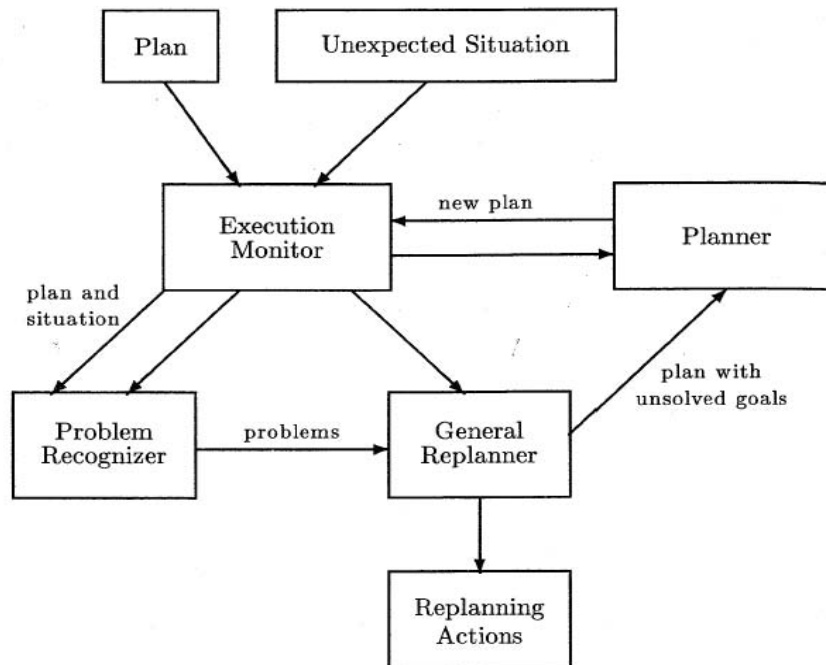 Plan
Unexpected Situation
Execution
Monitor
new plan
Planner
plan and
situation
plan with
unsolved goals
Problem
Recognizer
problems
General
Replanner
Replanning
Actions